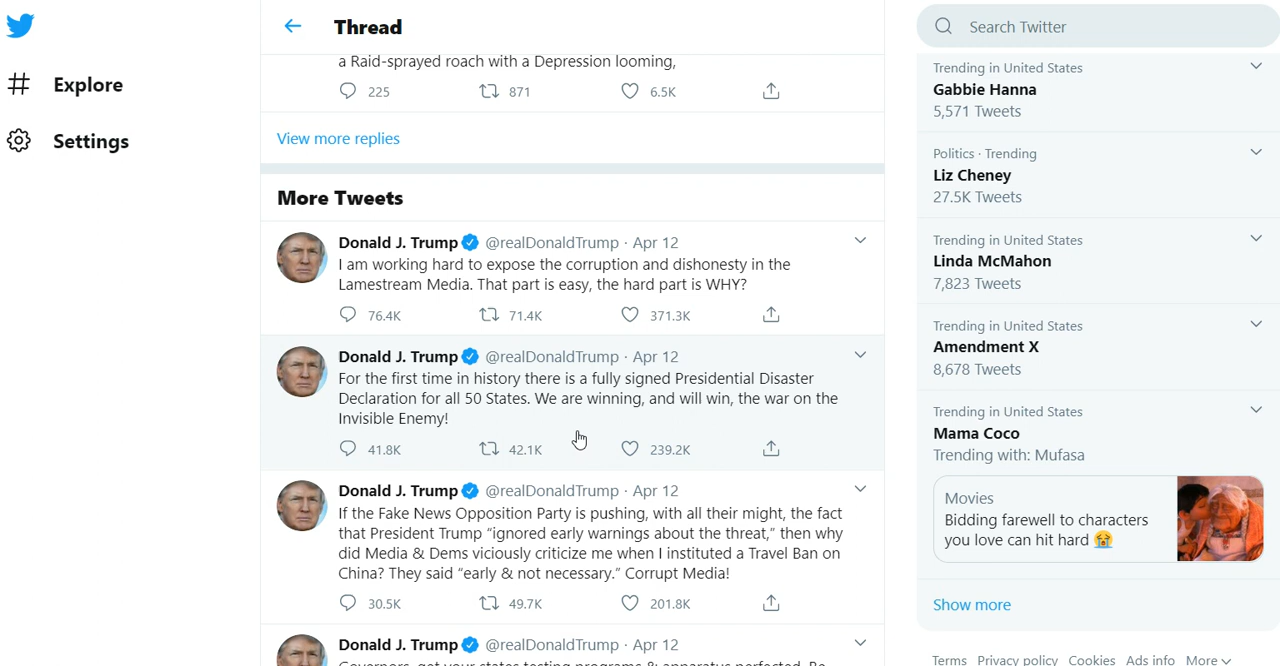 Explore
Settings
Thread
a Raid-sprayed roach with a Depression looming,
225 871 6.5K
View more replies
More Tweets
Donald J. Trump @realDonaldTrump · Apr 12
I am working hard to expose the corruption and dishonesty in the
Lamestream Media. That part is easy, the hard part is WHY?
76.4K 71.4K 371.3K
Donald J. Trump @realDonaldTrump · Apr 12
For the first time in history there is a fully signed Presidential Disaster
Declaration for all 50 States. We are winning, and will win, the war on the
Invisible Enemy!
41.8K 42.1K 239.2K
Donald J. Trump @realDonaldTrump · Apr 12
If the Fake News Opposition Party is pushing, with all their might, the fact
that President Trump “ignored early warnings about the threat,” then why
did Media & Dems viciously criticize me when I instituted a Travel Ban on
China? They said “early & not necessary.” Corrupt Media!
30.5K 49.7K 201.8K
Donald J. Trump @realDonaldTrump · Apr 12
Governors, get your states testing programs & apparatus perfected. Be
Search Twitter
Trending in United States
Gabbie Hanna
5,571 Tweets
Politics · Trending
Liz Cheney
27.5K Tweets
Trending in United States
Linda McMahon
7,823 Tweets
Trending in United States
Amendment X
8,678 Tweets
Trending in United States
Mama Coco
Trending with: Mufasa
Movies
Bidding farewell to characters
you love can hit hard 😭
Show more
Terms Privacy policy Cookies Ads info More